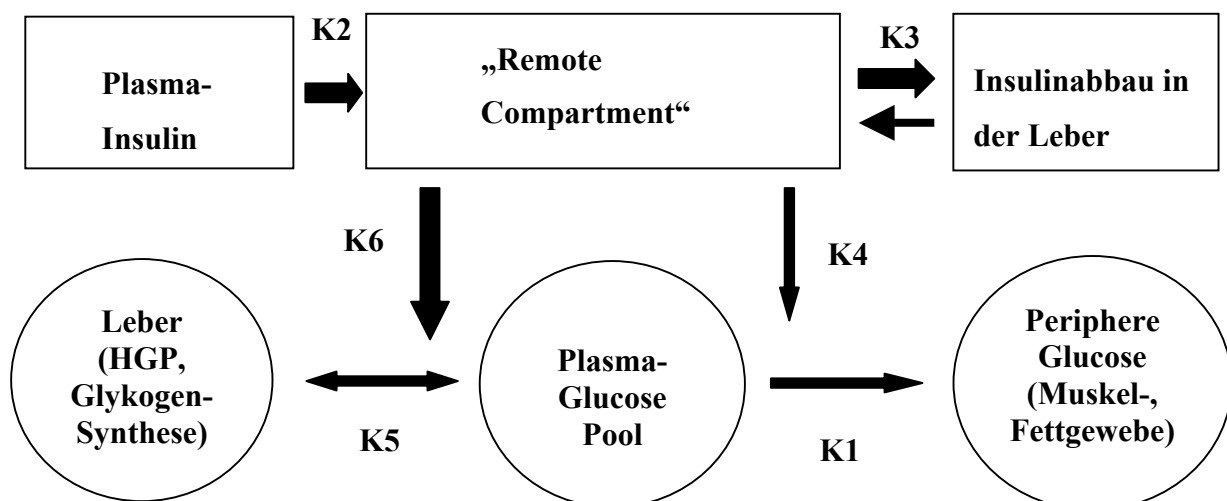 K2
Plasma-
Insulin
„Remote
Compartment“
K3
Insulinabbau in
der Leber
K6
K4
Leber
(HGP,
Glykogen-
Synthese)
K5
Plasma-
Glucose
Pool
K1
Periphere
Glucose
(Muskel-,
Fettgewebe)